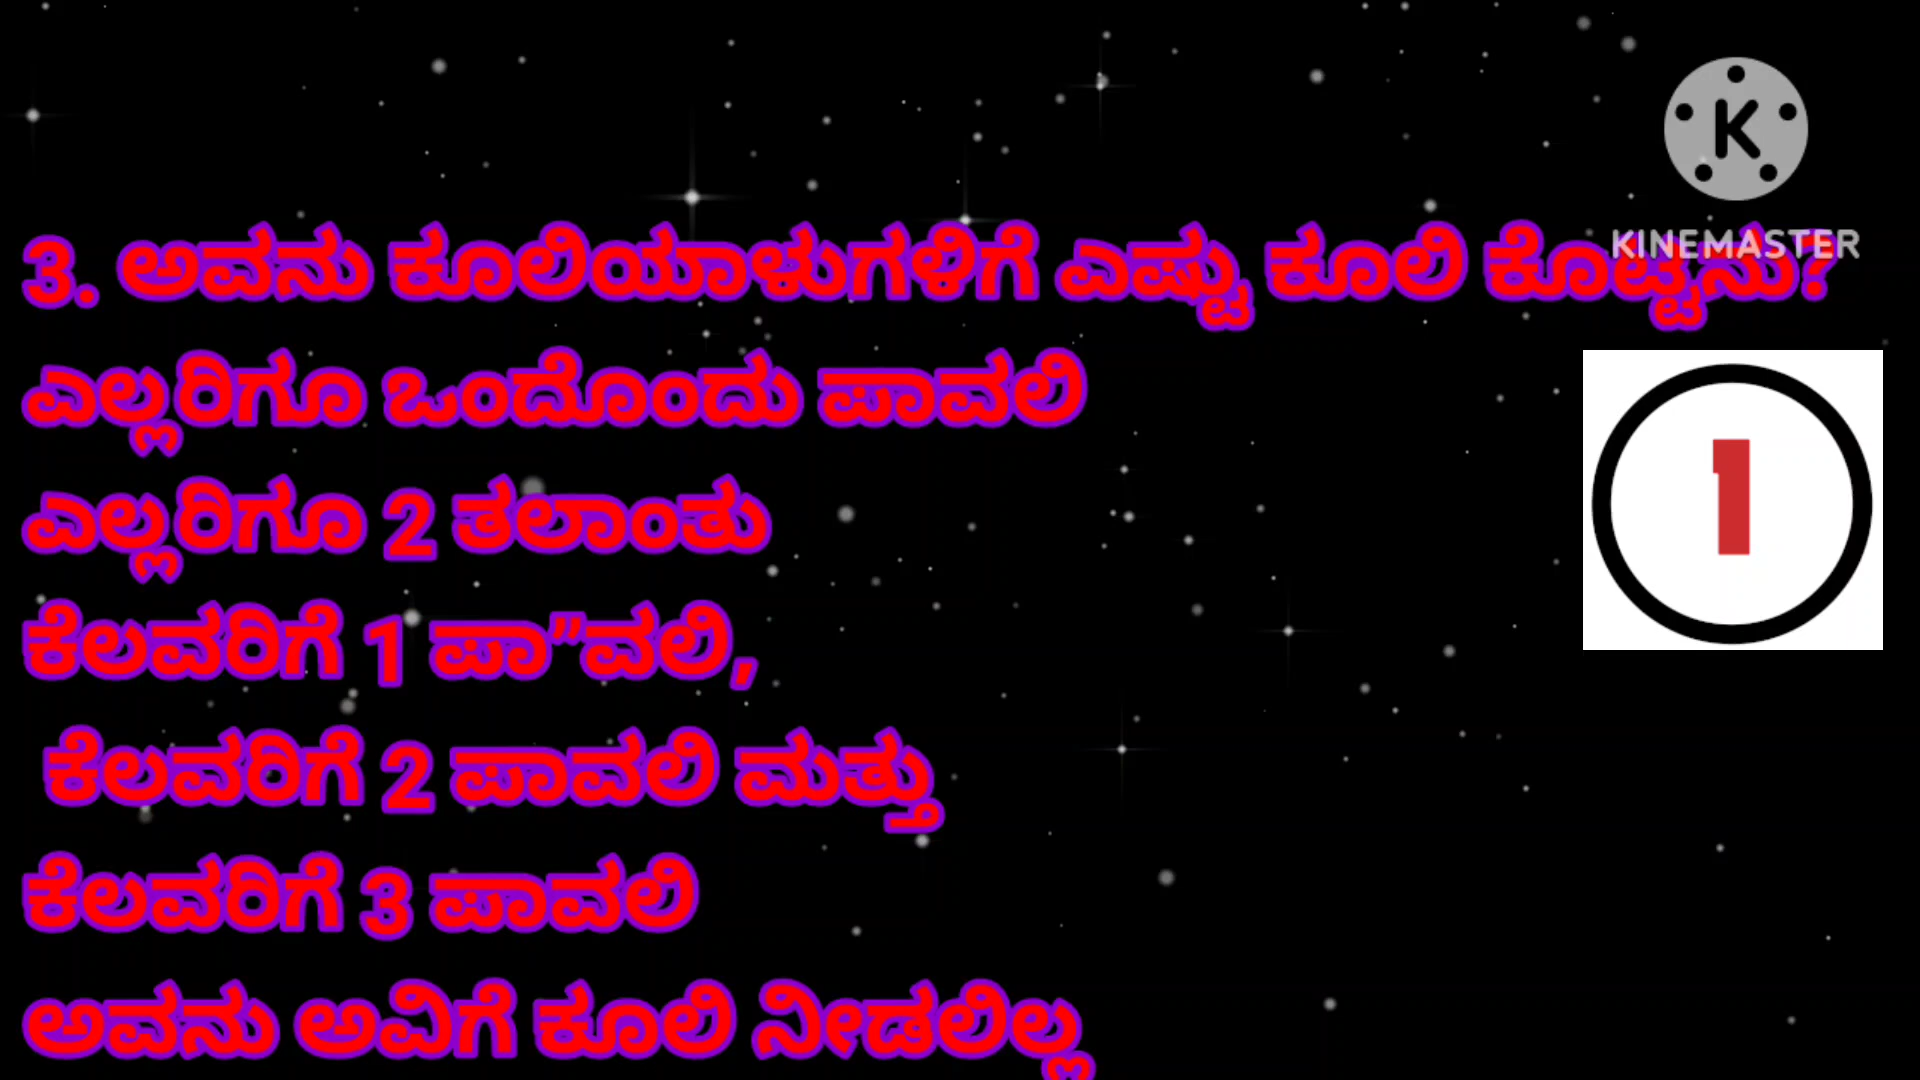 KINEMASTER
3. ಅವನು ಕೂಲಿಯಾಳುಗಳಿಗೆ ಎಷ್ಟು ಕೂಲಿ ಕೊಟ್ಟನು?
ಎಲ್ಲರಿಗೂ ಒಂದೊಂದು ಪಾವಲಿ
ಎಲ್ಲರಿಗೂ 2 ತಲಾಂತು
ಕೆಲವರಿಗೆ 1 ಪಾ”ವಲಿ,
ಕೆಲವರಿಗೆ 2 ಪಾವಲಿ ಮತ್ತು
ಕೆಲವರಿಗೆ 3 ಪಾವಲಿ
ಅವನು ಅವಿಗೆ ಕೂಲಿ ನೀಡಲಿಲ್ಲ
1